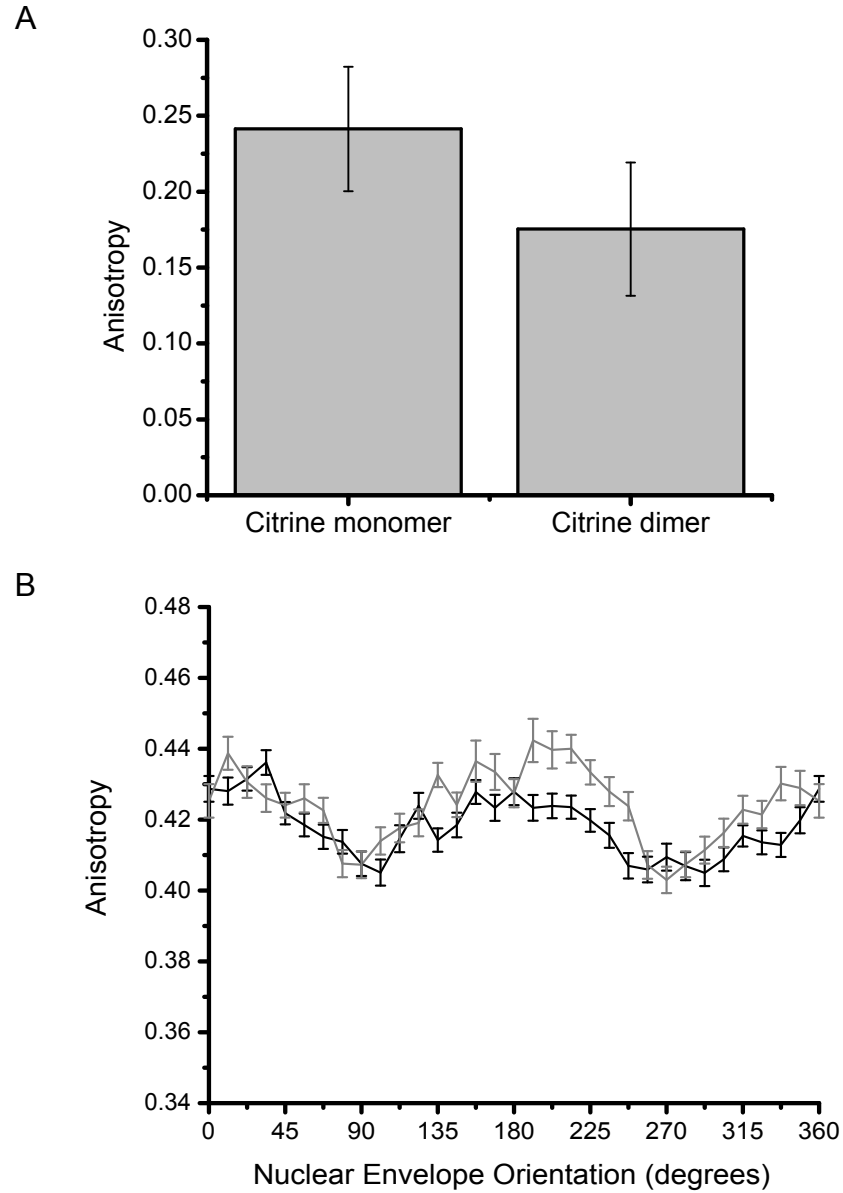 A
0.30
0.25
0.20
0.15
0.10
0.05
0.00
Anisotropy
Citrine monomer Citrine dimer
B
0.48
0.46
0.44
0.42
0.40
0.38
0.36
0.34
Anisotropy
0 45 90 135 180 225 270 315 360
Nuclear Envelope Orientation (degrees)